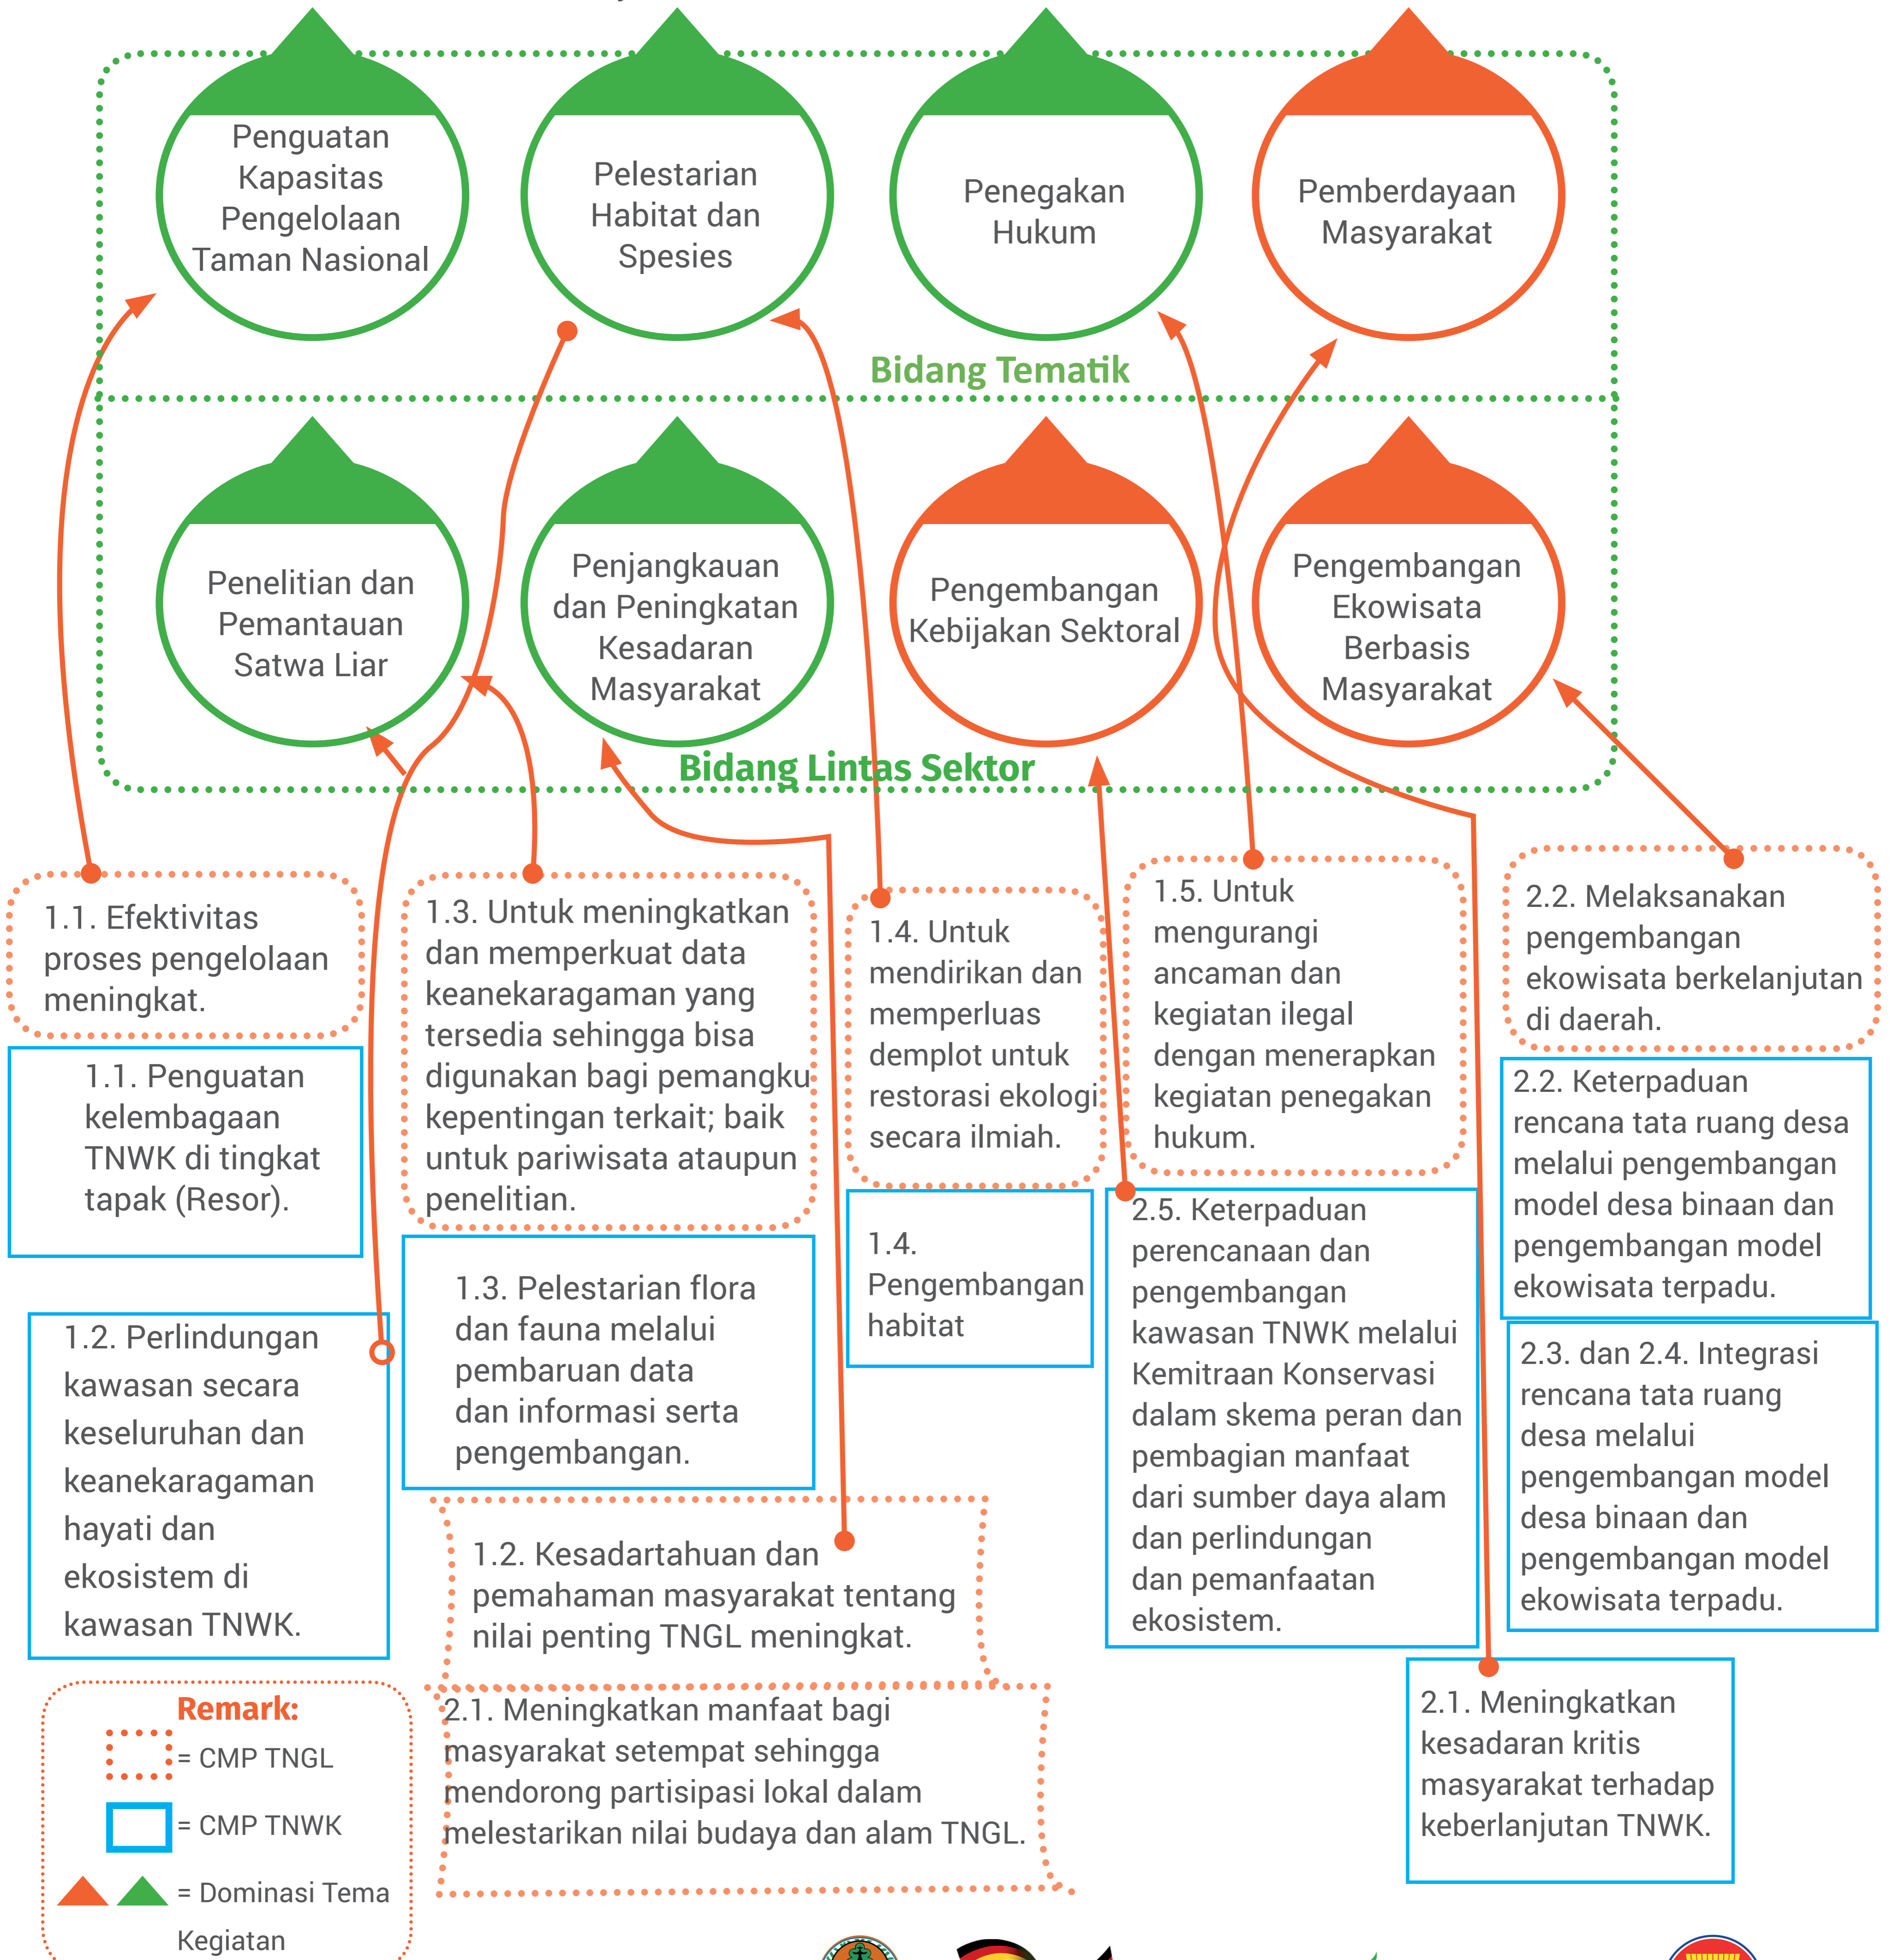 Penguatan
Kapasitas
Pengelolaan
Taman Nasional
Pelestarian
Habitat dan
Spesies
Penegakan
Hukum
Pemberdayaan
Masyarakat
Bidang Tematik
Penelitian dan
Pemantauan
Satwa Liar
Penjangkauan
dan Peningkatan
Kesadaran
Masyarakat
Pengembangan
Kebijakan Sektoral
Pengembangan
Ekowisata
Berbasis
Masyarakat
Bidang Lintas Sektor
1.1. Efektivitas
proses pengelolaan
meningkat.
1.1. Penguatan
kelembagaan
TNWK di tingkat
tapak (Resor).
1.2. Perlindungan
kawasan secara
keseluruhan dan
keanekaragaman
hayati dan
ekosistem di
kawasan TNWK.
1.3. Untuk meningkatkan
dan memperkuat data
keanekaragaman yang
tersedia sehingga bisa
digunakan bagi pemangku
kepentingan terkait; baik
untuk pariwisata ataupun
penelitian.
1.3. Pelestarian flora
dan fauna melalui
pembaruan data
dan informasi serta
pengembangan.
1.2. Kesadartahuan dan
pemahaman masyarakat tentang
nilai penting TNGL meningkat.
2.1. Meningkatkan manfaat bagi
masyarakat setempat sehingga
mendorong partisipasi lokal dalam
melestarikan nilai budaya dan alam TNGL.
1.4. Untuk
mendirikan dan
memperluas
demplot untuk
restorasi ekologi
secara ilmiah.
1.4.
Pengembangan
habitat
1.5. Untuk
mengurangi
ancaman dan
kegiatan ilegal
dengan menerapkan
kegiatan penegakan
hukum.
2.5. Keterpaduan
perencanaan dan
pengembangan
kawasan TNWK melalui
Kemitraan Konservasi
dalam skema peran dan
pembagian manfaat
dari sumber daya alam
dan perlindungan
dan pemanfaatan
ekosistem.
2.2. Melaksanakan
pengembangan
ekowisata berkelanjutan
di daerah.
2.2. Keterpaduan
rencana tata ruang desa
melalui pengembangan
model desa binaan dan
pengembangan model
ekowisata terpadu.
2.3. dan 2.4. Integrasi
rencana tata ruang
desa melalui
pengembangan model
desa binaan dan
pengembangan model
ekowisata terpadu.
2.1. Meningkatkan
kesadaran kritis
masyarakat terhadap
keberlanjutan TNWK.
Remark:
= CMP TNGL
= CMP TNWK
= Dominasi Tema
Kegiatan